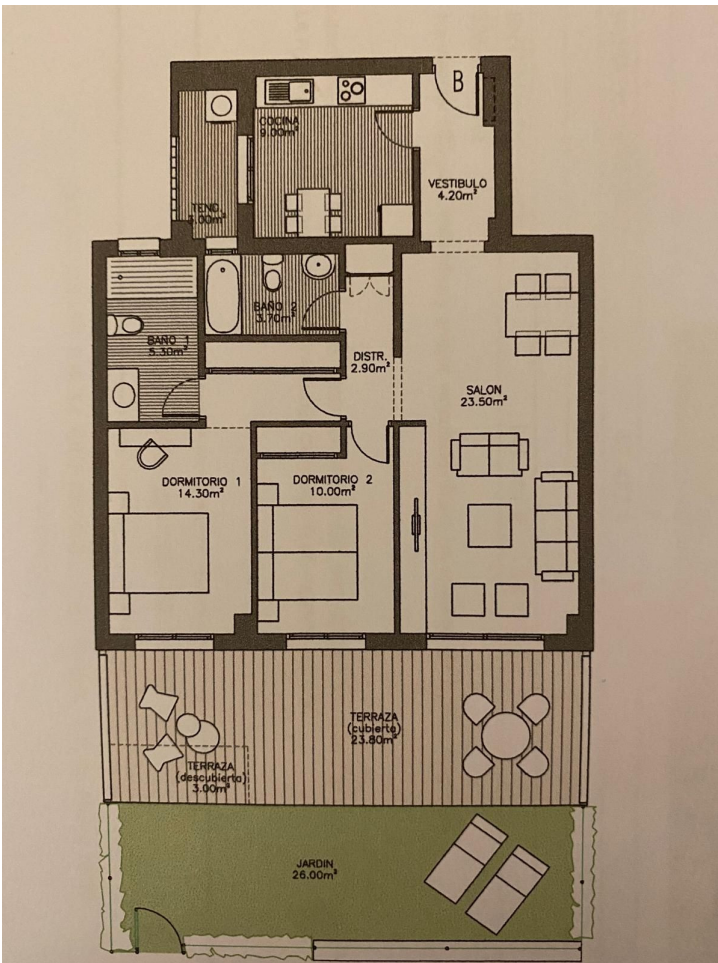 B
COCINA
9.00m²
VESTIBULO
4.20m²
TEND.
3.00m²
BAÑO 2
3.70m²
BAÑO 1
5.30m²
DISTR.
2.90m²
SALON
23.50m²
DORMITORIO 1
14.30m²
DORMITORIO 2
10.00m²
TERRAZA
(cubierta)
23.80m²
TERRAZA
(descubierta)
3.00m²
JARDIN
26.00m²